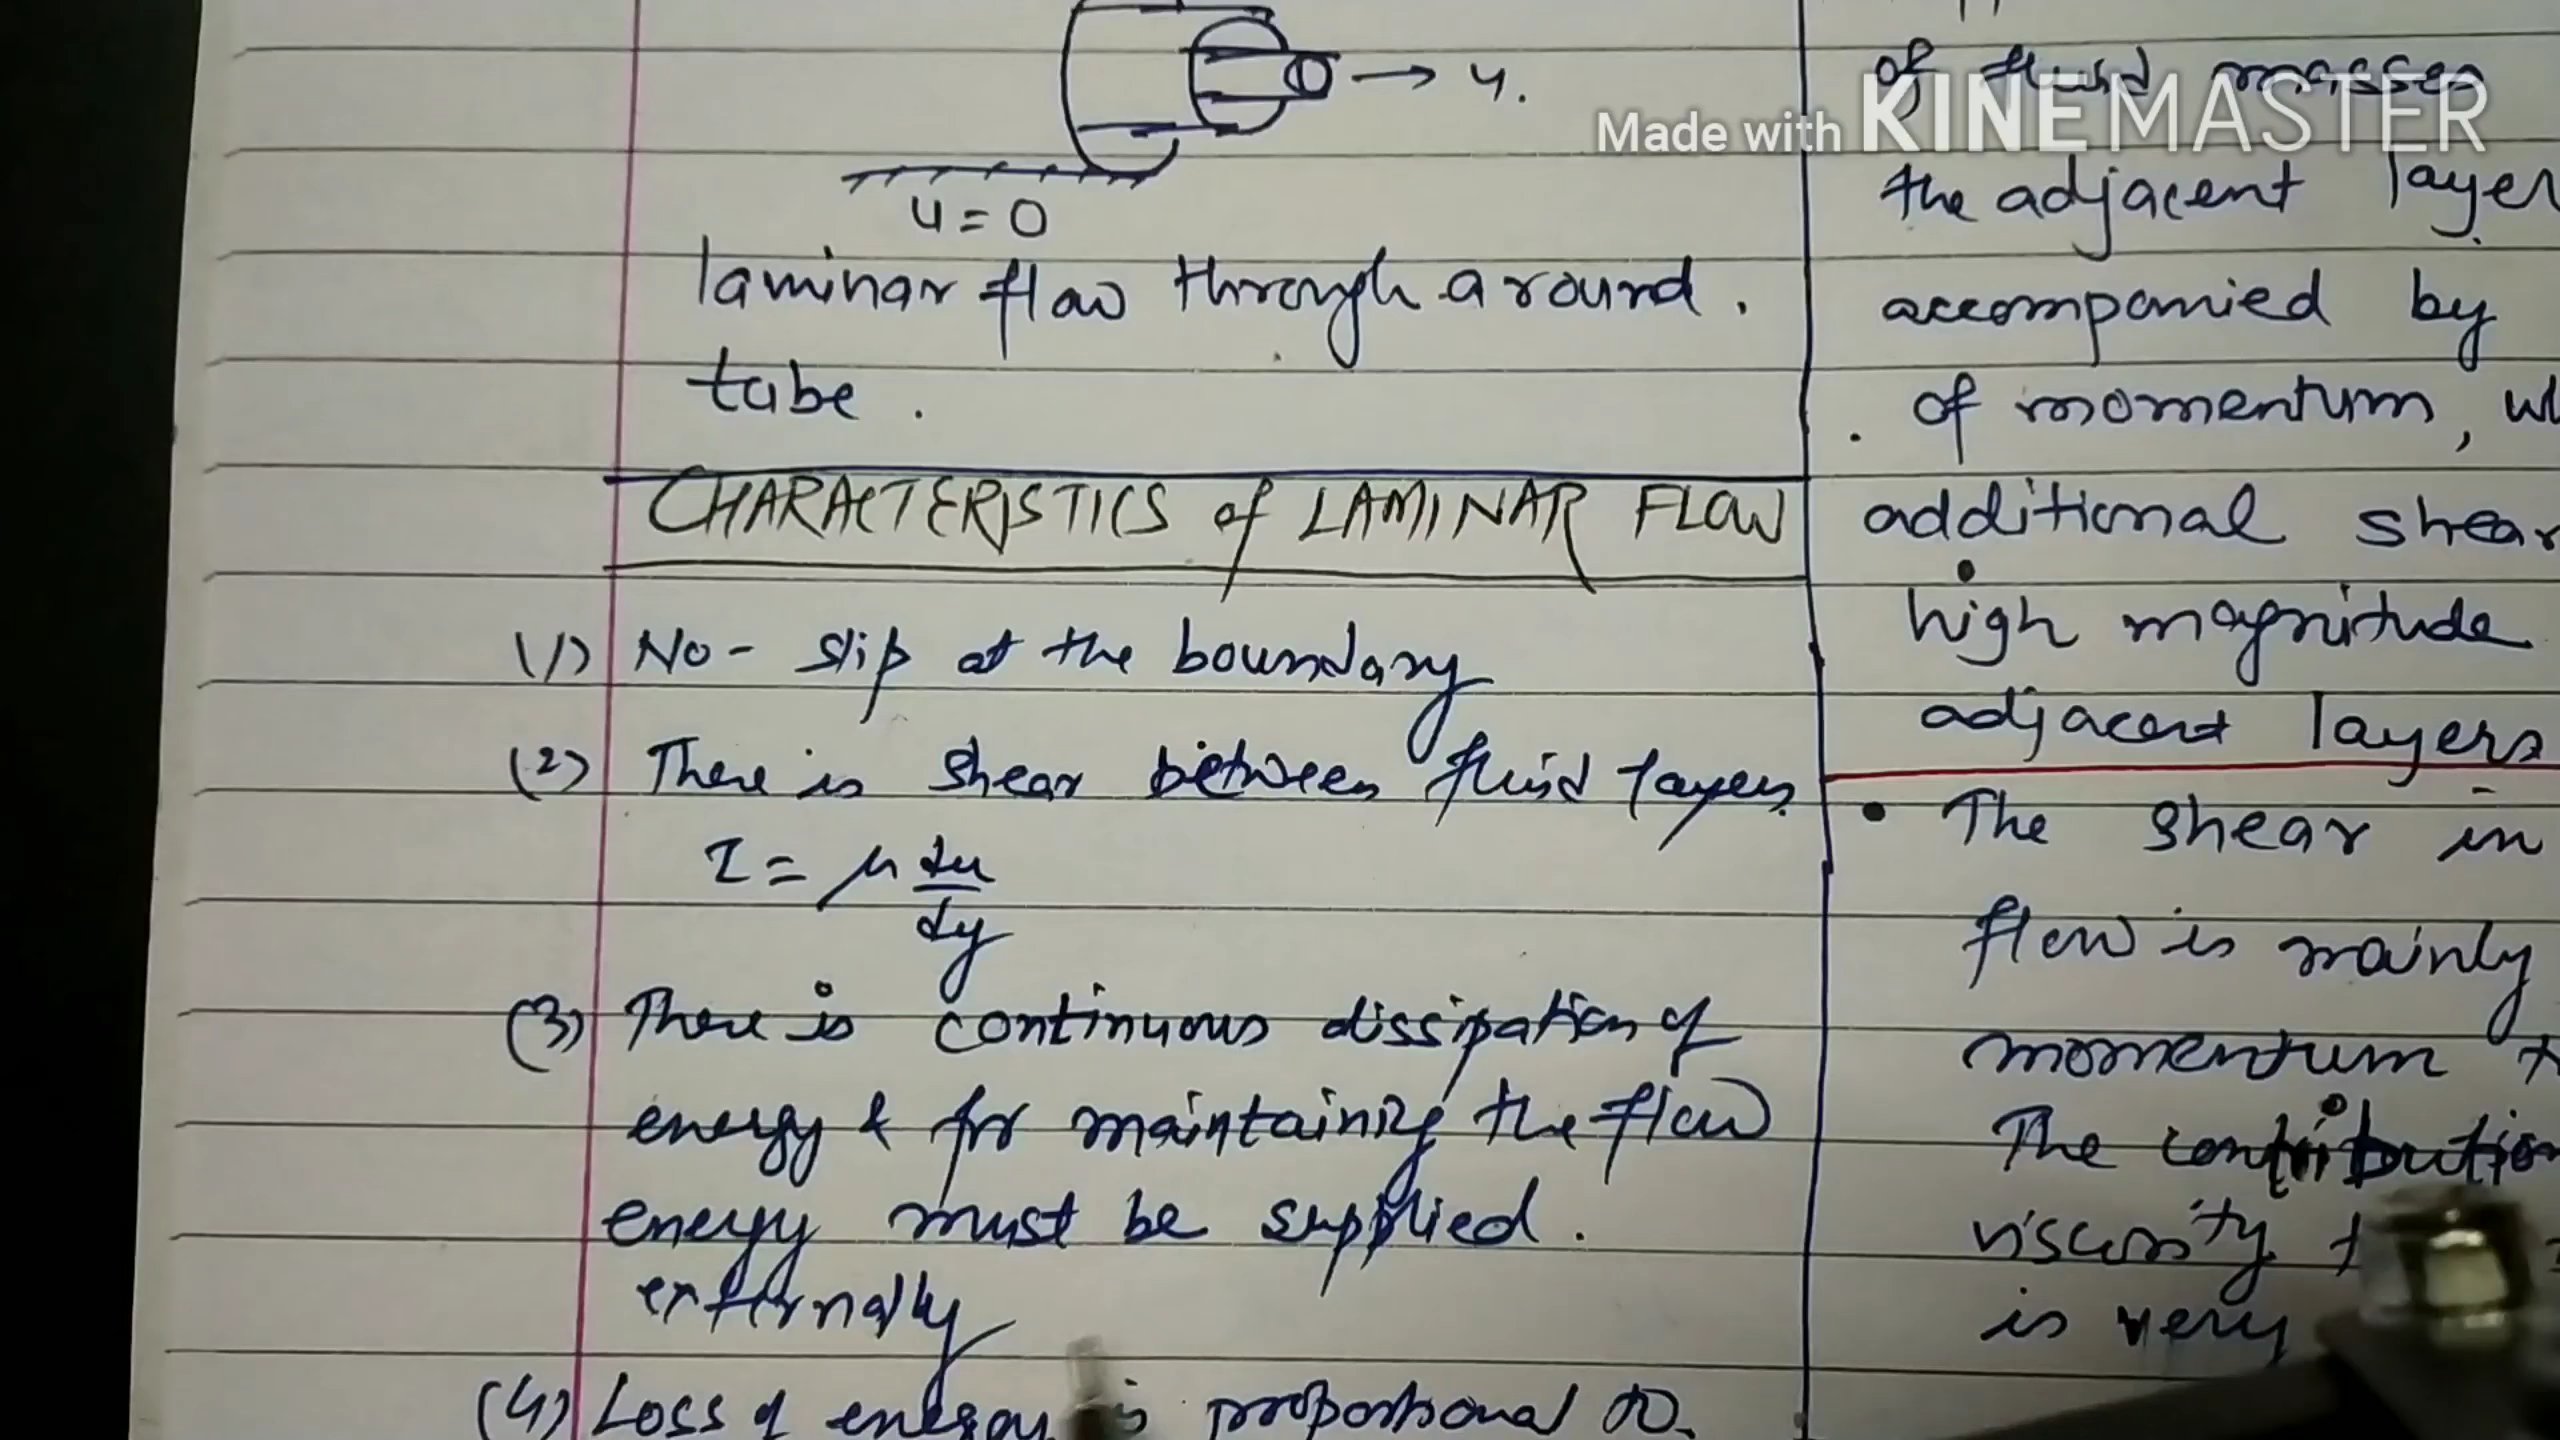 → u.
u = 0
laminar flow through a round.
tube.
CHARACTERISTICS of LAMINAR FLOW
(1) No-slip at the boundary
(2) There is shear between fluid layers.
τ = μ du/dy
(3) There is continuous dissipation of
energy & for maintaining the flow
energy must be supplied.
externally
(4) Loss of energy is proportional to
of fluid masses
the adjacent layer
accompanied by
of momentum,
additional shear
high magnitude
adjacent layers
• The shear in
flow is mainly
momentum
The contribution
viscosity
is very
Made with KINEMASTER